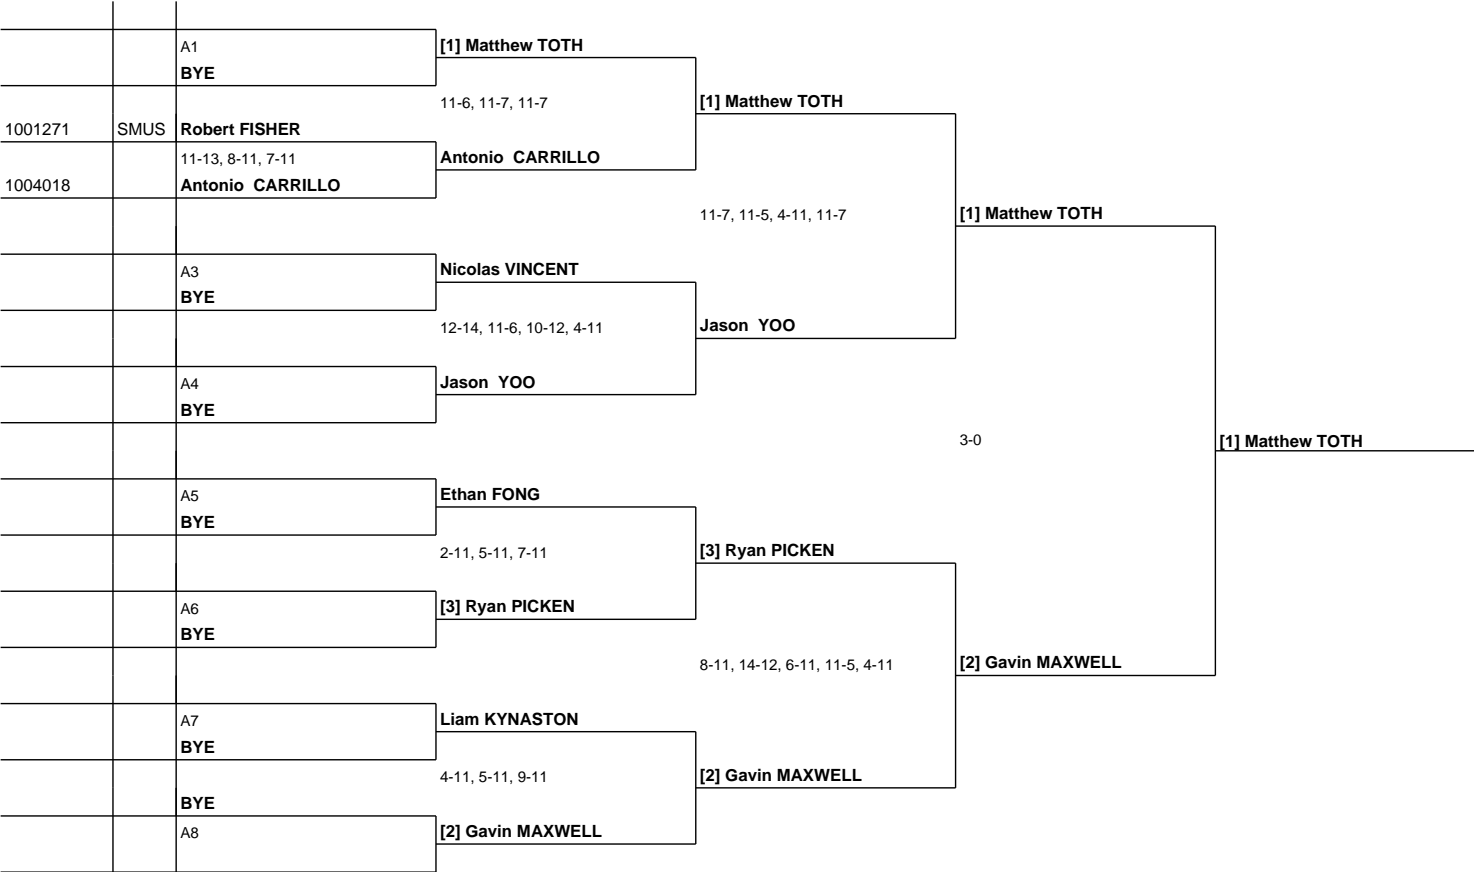 A1
[1] Matthew TOTH
BYE
11-6, 11-7, 11-7
[1] Matthew TOTH
1001271 SMUS Robert FISHER
11-13, 8-11, 7-11
Antonio CARRILLO
1004018 Antonio CARRILLO
11-7, 11-5, 4-11, 11-7
[1] Matthew TOTH
A3
Nicolas VINCENT
BYE
12-14, 11-6, 10-12, 4-11
Jason YOO
A4
Jason YOO
BYE
3-0
[1] Matthew TOTH
A5
Ethan FONG
BYE
2-11, 5-11, 7-11
[3] Ryan PICKEN
A6
[3] Ryan PICKEN
BYE
8-11, 14-12, 6-11, 11-5, 4-11
[2] Gavin MAXWELL
A7
Liam KYNASTON
BYE
4-11, 5-11, 9-11
[2] Gavin MAXWELL
BYE
A8
[2] Gavin MAXWELL